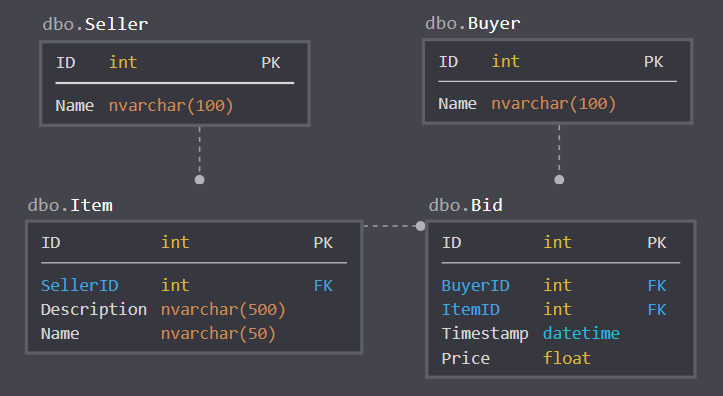 dbo.Seller
ID int PK
Name nvarchar(100)
dbo.Buyer
ID int PK
Name nvarchar(100)
dbo.Item
ID int PK
SellerID int FK
Description nvarchar(500)
Name nvarchar(50)
dbo.Bid
ID int PK
BuyerID int FK
ItemID int FK
Timestamp datetime
Price float